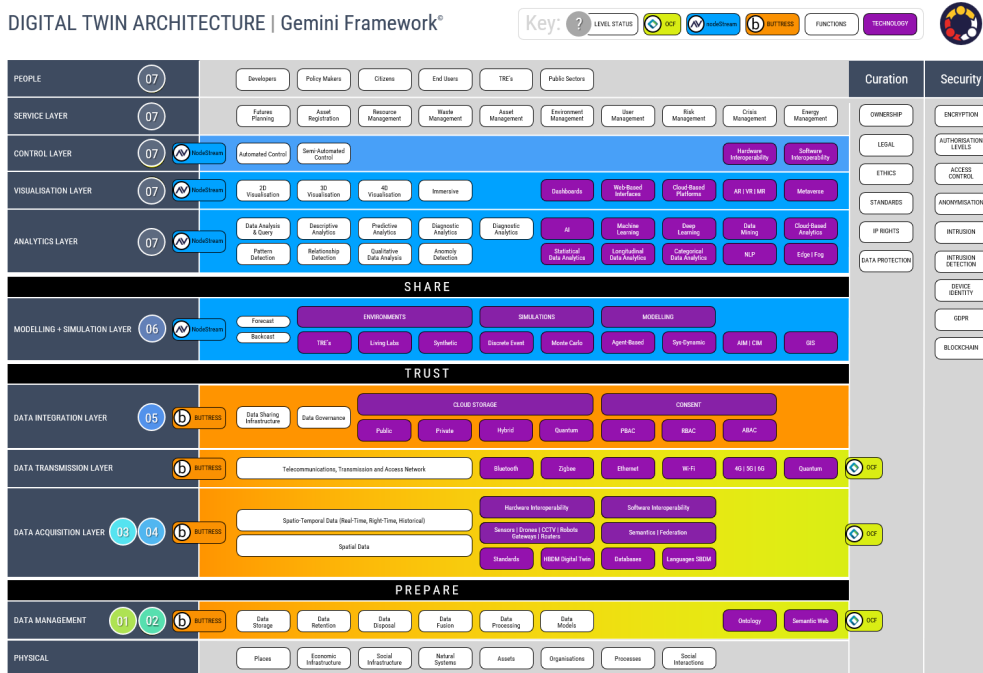 DIGITAL TWIN ARCHITECTURE | Gemini Framework©
Key: ? LEVEL STATUS OCF nodeStream b BUTTRESS FUNCTIONS TECHNOLOGY
Curation
OWNERSHIP
LEGAL
ETHICS
STANDARDS
IP RIGHTS
DATA PROTECTION
Security
ENCRYPTION
AUTHORISATION
LEVELS
ACCESS
CONTROL
ANONYMISATION
INTRUSION
INTRUSION
DETECTION
DEVICE
IDENTITY
GDPR
BLOCKCHAIN
PEOPLE 07
Developers
Policy Makers
Citizens
End Users
TRE's
Public Sectors
SERVICE LAYER 07
Futures
Planning
Asset
Registration
Resource
Management
Waste
Management
Asset
Management
Environment
Management
User
Management
Risk
Management
Crisis
Management
Energy
Management
CONTROL LAYER 07 NodeStream
Automated Control
Semi-Automated
Control
Hardware
Interoperability
Software
Interoperability
VISUALISATION LAYER 07 NodeStream
2D
Visualisation
3D
Visualisation
4D
Visualisation
Immersive
Dashboards
Web-Based
Interfaces
Cloud-Based
Platforms
AR | VR | MR
Metaverse
ANALYTICS LAYER 07 NodeStream
Data Analysis
& Query
Descriptive
Analytics
Predictive
Analytics
Diagnostic
Analytics
Diagnostic
Analytics
AI
Machine
Learning
Deep
Learning
Data
Mining
Cloud-Based
Analytics
Pattern
Detection
Relationship
Detection
Qualitative
Data Analysis
Anomoly
Detection
Statistical
Data Analytics
Longitudinal
Data Analytics
Categorical
Data Analytics
NLP
Edge | Fog
SHARE
MODELLING + SIMULATION LAYER 06 NodeStream
Forecast
Backcast
ENVIRONMENTS
SIMULATIONS
MODELLING
TRE's
Living Labs
Synthetic
Discrete Event
Monte Carlo
Agent-Based
Sys-Dynamic
AIM | CIM
GIS
TRUST
DATA INTEGRATION LAYER 05 b BUTTRESS
Data Sharing
Infrastructure
Data Governance
CLOUD STORAGE
CONSENT
Public
Private
Hybrid
Quantum
PBAC
RBAC
ABAC
DATA TRANSMISSION LAYER b BUTTRESS
Telecommunications, Transmission and Access Network
Bluetooth
Zigbee
Ethernet
Wi-Fi
4G | 5G | 6G
Quantum
OCF
DATA ACQUISITION LAYER 03 04 b BUTTRESS
Spatio-Temporal Data (Real-Time, Right-Time, Historical)
Spatial Data
Hardware Interoperability
Software Interoperability
Sensors | Drones | CCTV | Robots
Gateways | Routers
Semantics | Federation
Standards
HBDM Digital Twin
Databases
Languages SBDM
OCF
PREPARE
DATA MANAGEMENT 01 02 b BUTTRESS
Data
Storage
Data
Retention
Data
Disposal
Data
Fusion
Data
Processing
Data
Models
Ontology
Semantic Web
OCF
PHYSICAL
Places
Economic
Infrastructure
Social
Infrastructure
Natural
Systems
Assets
Organisations
Processes
Social
Interactions